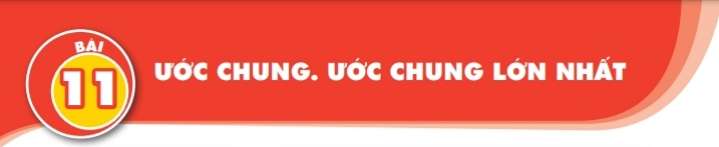 BÀI
11
ƯỚC CHUNG. ƯỚC CHUNG LỚN NHẤT